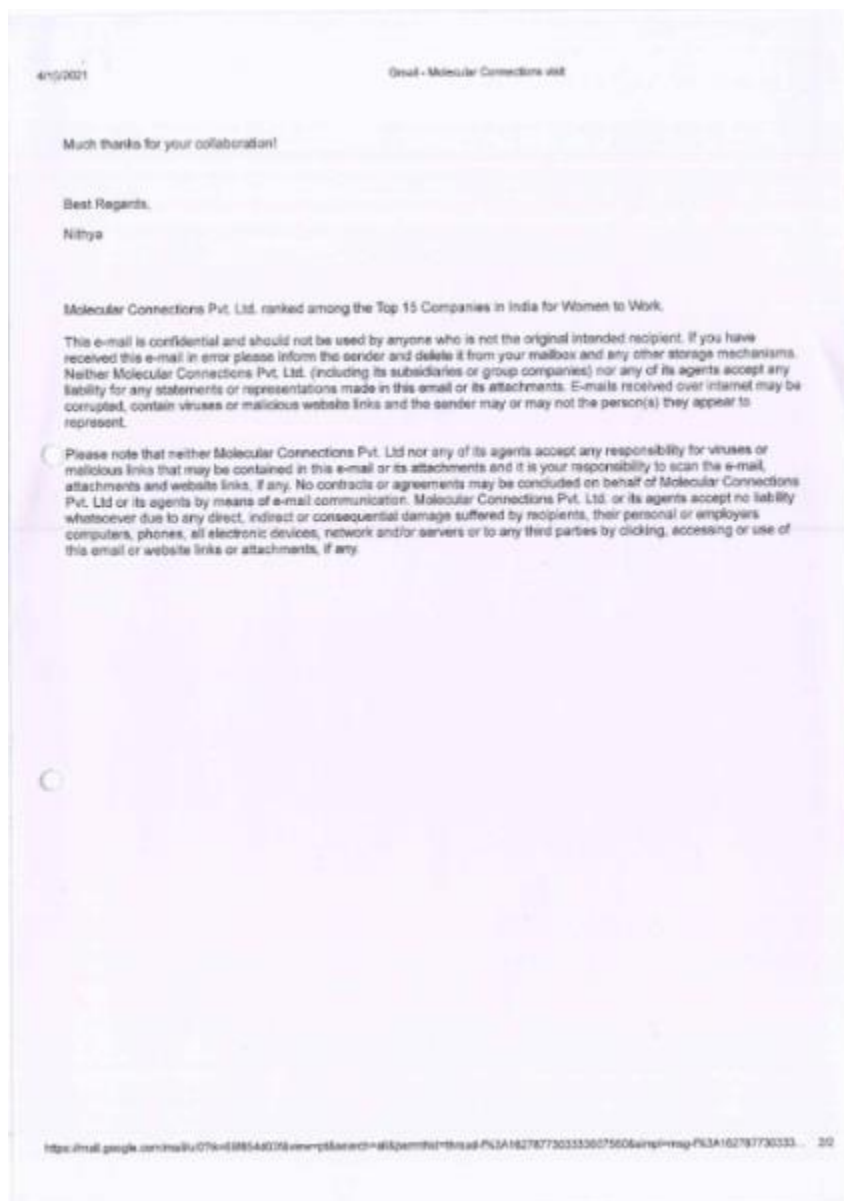 4/10/2021 Gmail - Molecular Connections visit
Much thanks for your collaboration!
Best Regards,
Nithya
Molecular Connections Pvt. Ltd. ranked among the Top 15 Companies in India for Women to Work.
This e-mail is confidential and should not be used by anyone who is not the original intended recipient. If you have
received this e-mail in error please inform the sender and delete it from your mailbox and any other storage mechanisms.
Neither Molecular Connections Pvt. Ltd. (including its subsidiaries or group companies) nor any of its agents accept any
liability for any statements or representations made in this email or its attachments. E-mails received over internet may be
corrupted, contain viruses or malicious website links and the sender may or may not the person(s) they appear to
represent.
Please note that neither Molecular Connections Pvt. Ltd nor any of its agents accept any responsibility for viruses or
malicious links that may be contained in this e-mail or its attachments and it is your responsibility to scan the e-mail,
attachments and website links, if any. No contracts or agreements may be concluded on behalf of Molecular Connections
Pvt. Ltd or its agents by means of e-mail communication. Molecular Connections Pvt. Ltd. or its agents accept no liability
whatsoever due to any direct, indirect or consequential damage suffered by recipients, their personal or employers
computers, phones, all electronic devices, network and/or servers or to any third parties by clicking, accessing or use of
this email or website links or attachments, if any.
2/2